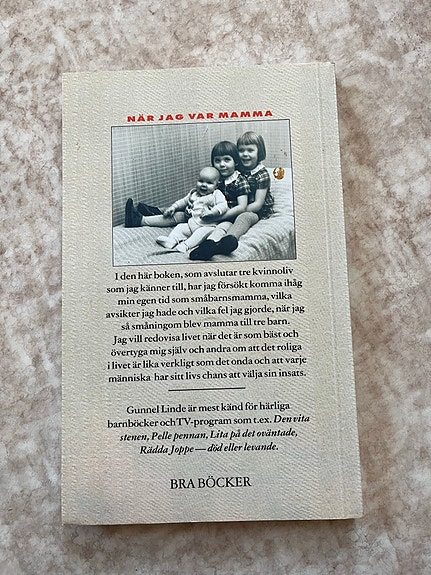 NÄR JAG VAR MAMMA
I den här boken, som avslutar tre kvinnoliv
som jag känner till, har jag försökt komma ihåg
min egen tid som småbarnsmamma, vilka
avsikter jag hade och vilka fel jag gjorde, när jag
så småningom blev mamma till tre barn.
Jag vill redovisa livet när det är som bäst och
övertyga mig själv och andra om att det roliga
i livet är lika verkligt som det onda och att varje
människa har sitt livs chans att välja sin insats.
Gunnel Linde är mest känd för härliga
barnböcker och TV-program som t.ex. Den vita
stenen, Pelle pennan, Lita på det oväntade,
Rädda Joppe — död eller levande.
BRA BÖCKER